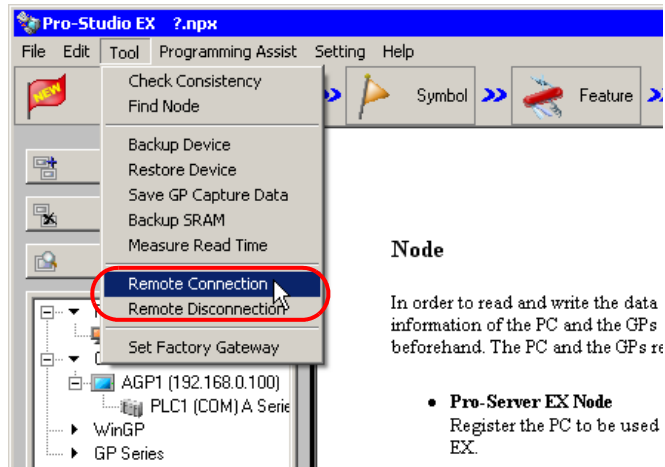 Pro-Studio EX ?.npx
File Edit Tool Programming Assist Setting Help
NEW
Symbol
Feature
Check Consistency
Find Node
Backup Device
Restore Device
Save GP Capture Data
Backup SRAM
Measure Read Time
Remote Connection
Remote Disconnection
Set Factory Gateway
AGP1 (192.168.0.100)
PLC1 (COM) A Serie
WinGP
GP Series
Node
In order to read and write the data
information of the PC and the GPs
beforehand. The PC and the GPs re
• Pro-Server EX Node
Register the PC to be used
EX.